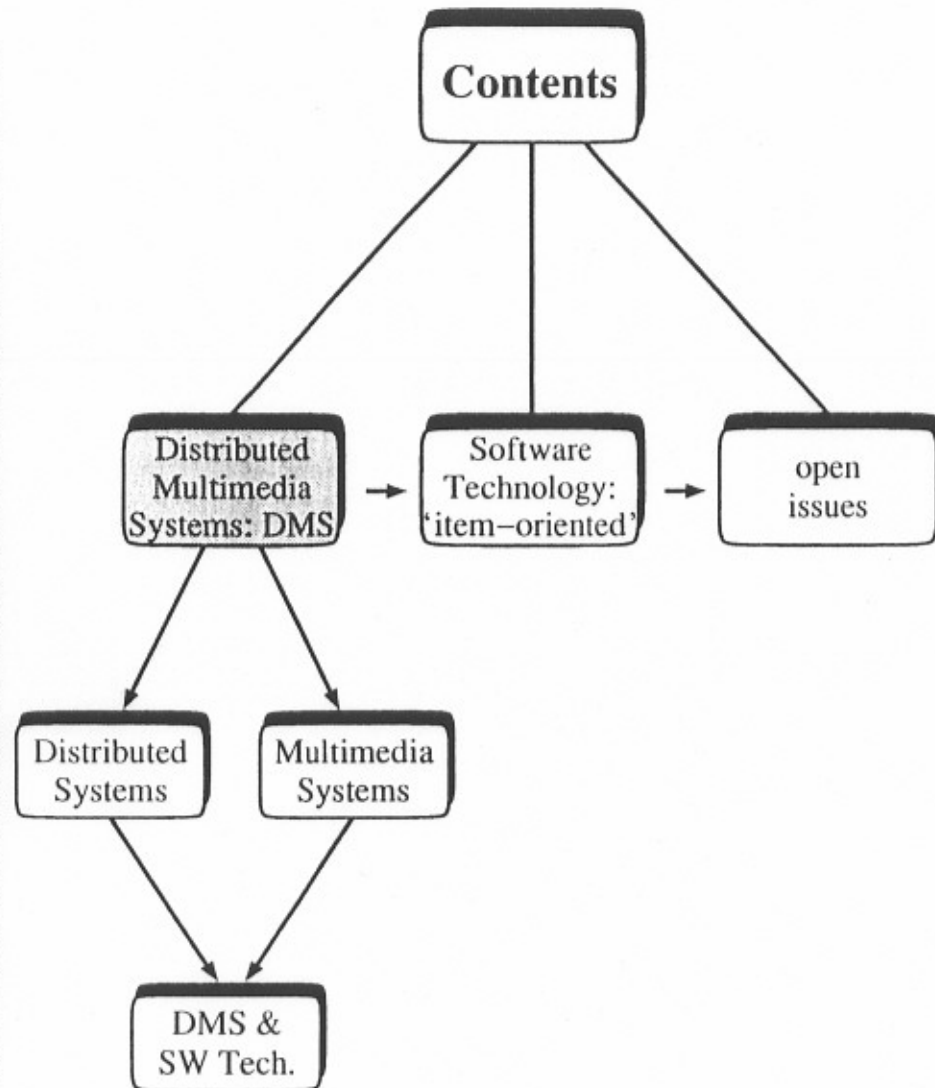 Contents
Distributed
Multimedia
Systems: DMS
Software
Technology:
‘item–oriented’
open
issues
Distributed
Systems
Multimedia
Systems
DMS &
SW Tech.